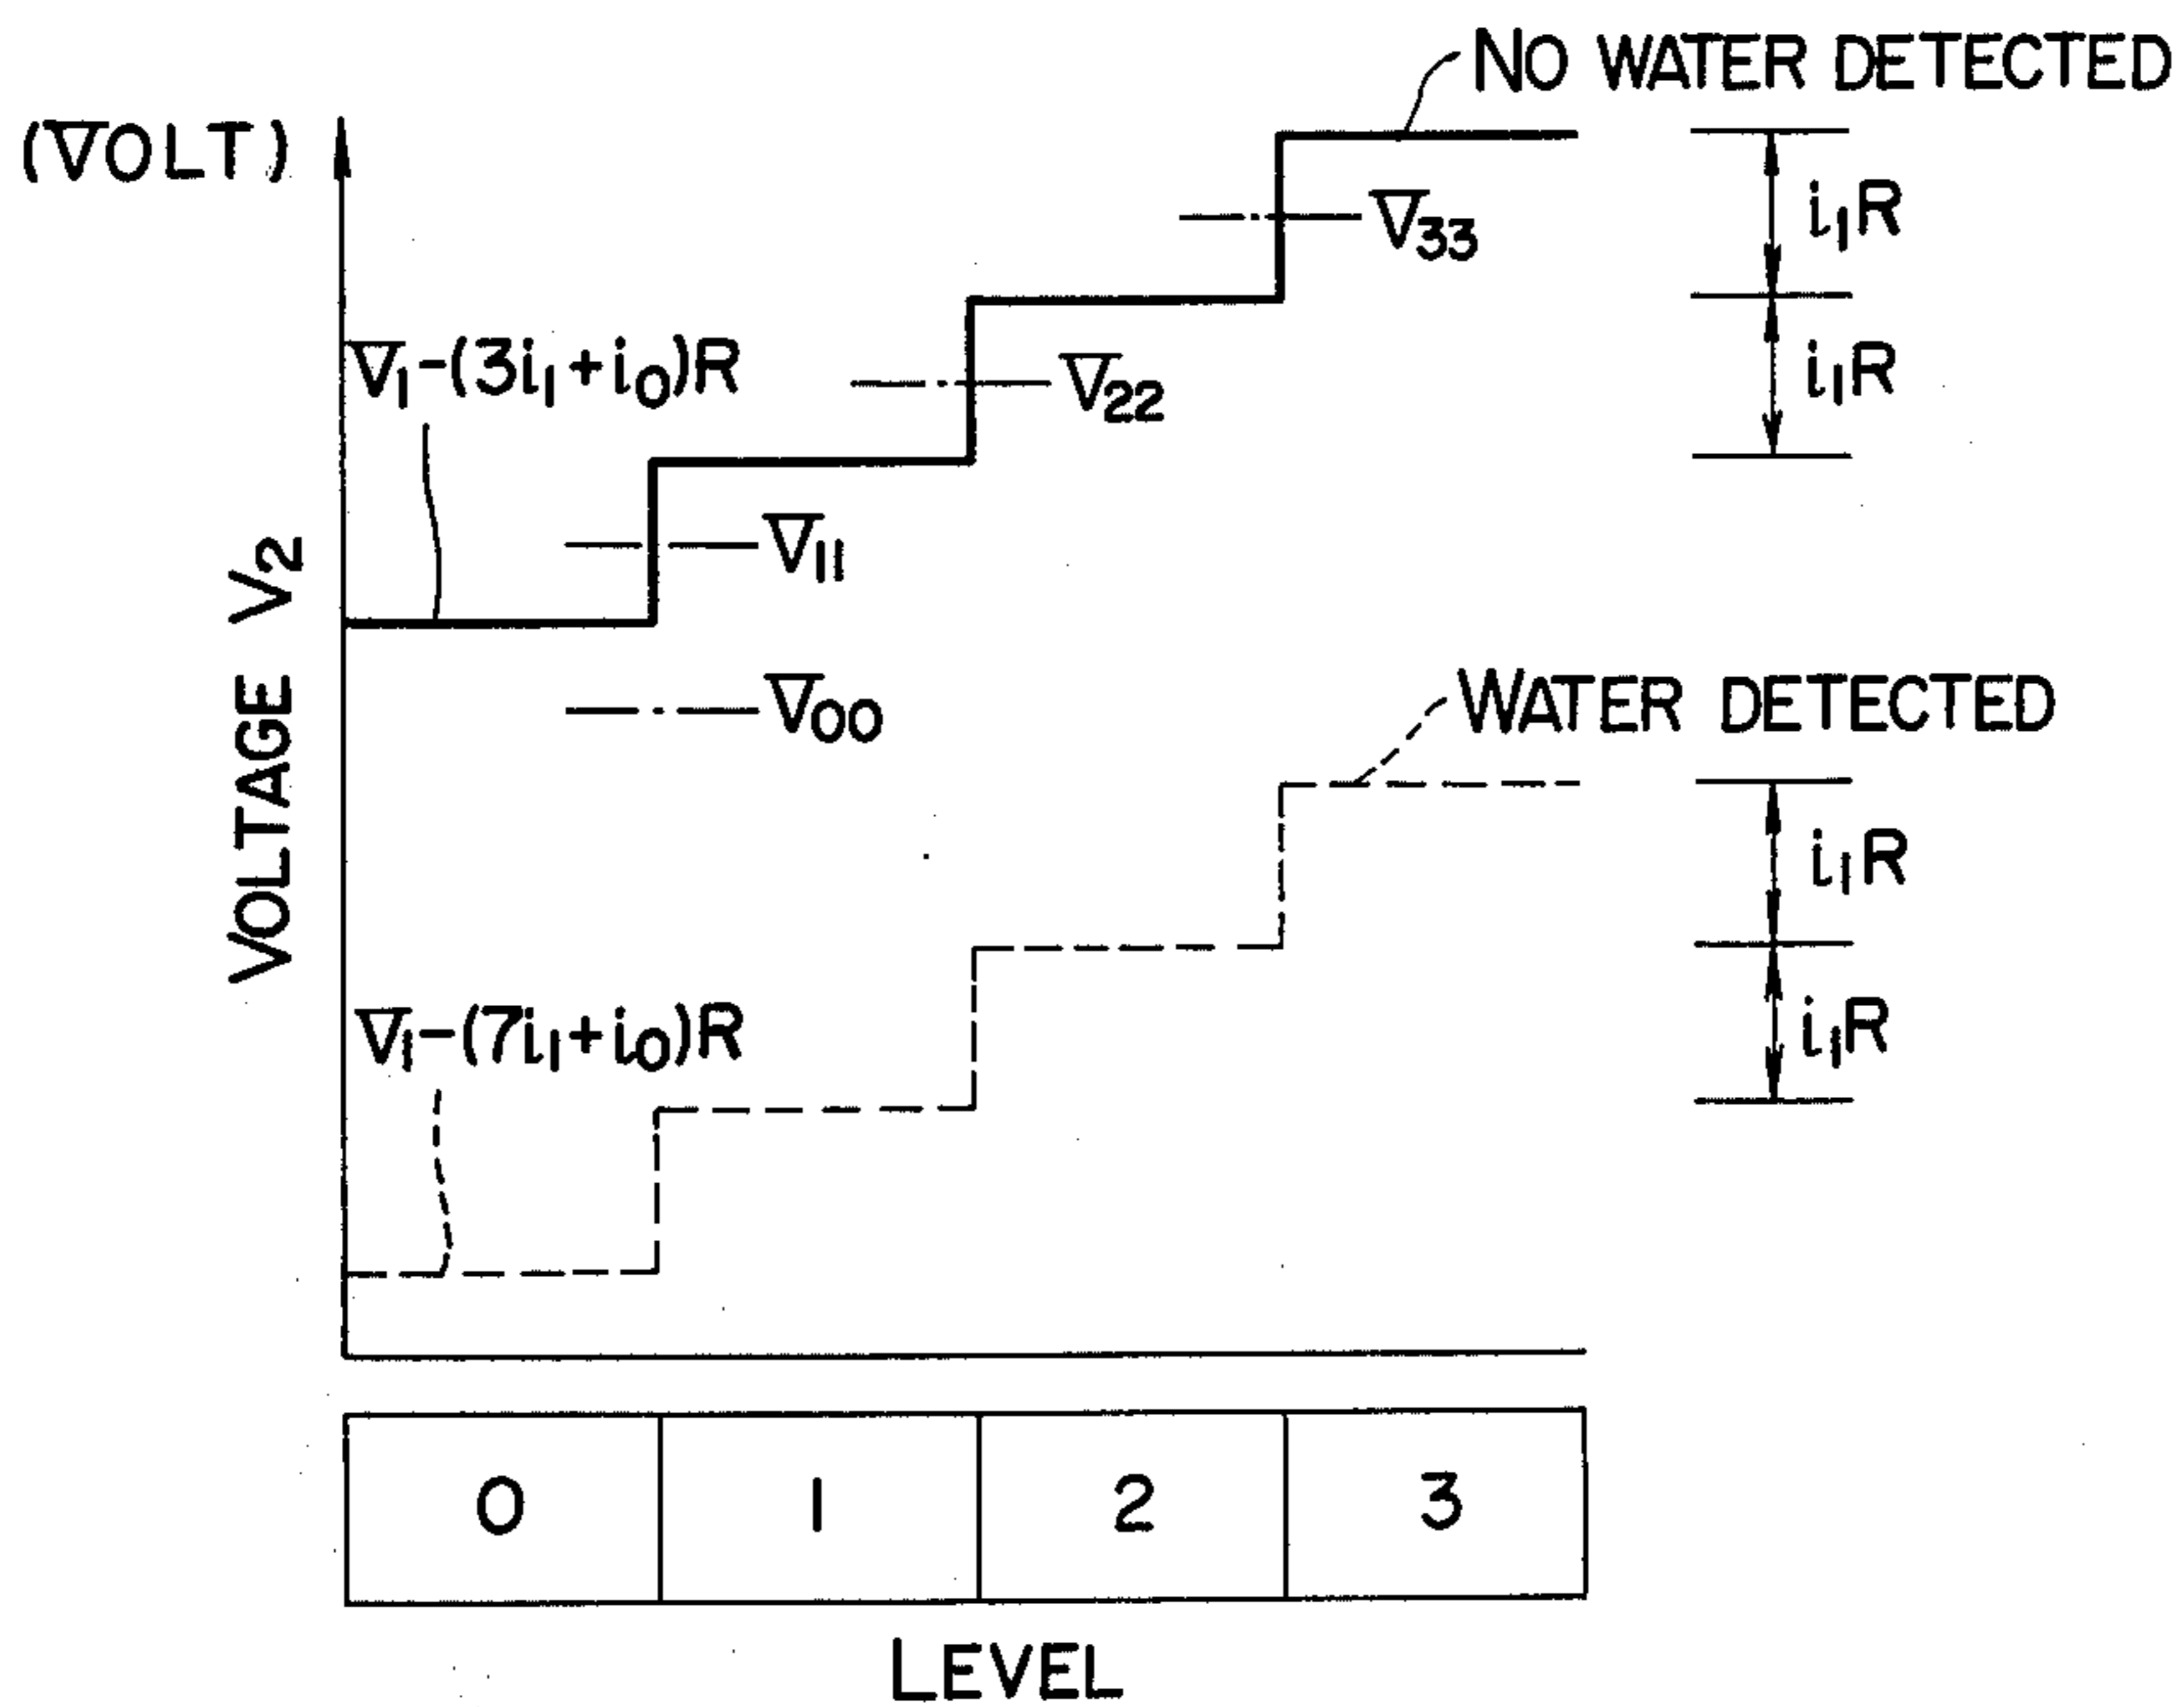 NO WATER DETECTED
(VOLT)
i₁R
V₃₃
V₁-(3i₁+i₀)R
i₁R
V₂₂
V₁₁
VOLTAGE V₂
V₀₀
WATER DETECTED
i₁R
V₁-(7i₁+i₀)R
i₁R
0 1 2 3
LEVEL